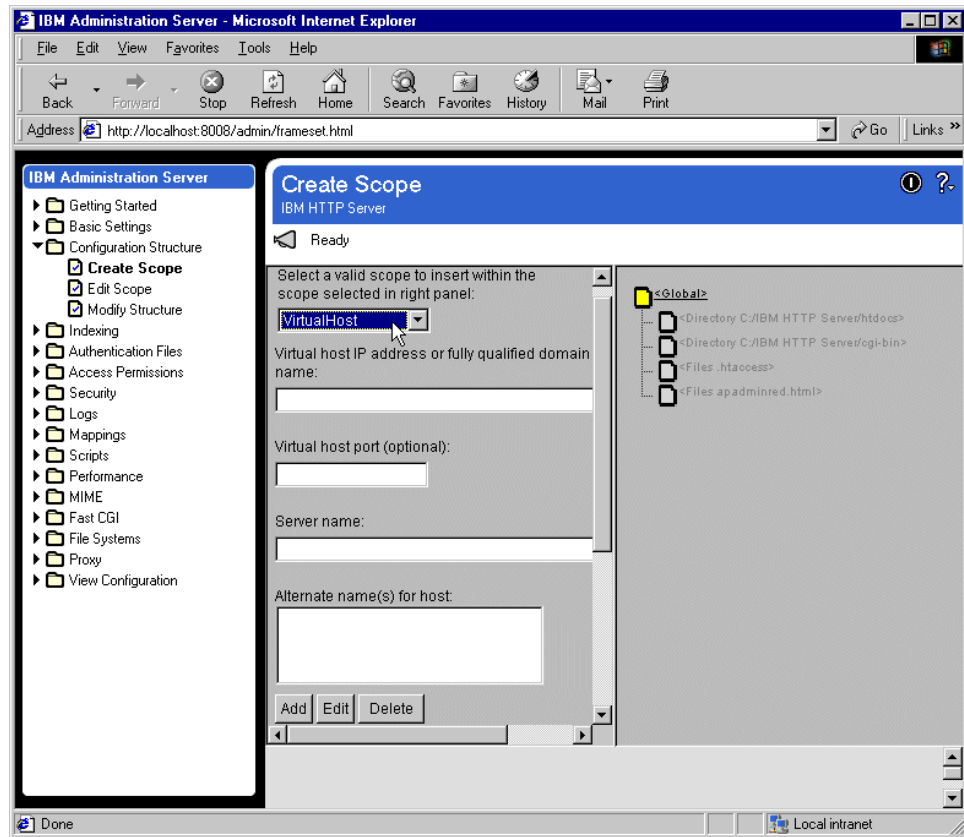 IBM Administration Server - Microsoft Internet Explorer
File Edit View Favorites Tools Help
Back Forward Stop Refresh Home Search Favorites History Mail Print
Address http://localhost:8008/admin/frameset.html Go Links »
IBM Administration Server
Getting Started
Basic Settings
Configuration Structure
Create Scope
Edit Scope
Modify Structure
Indexing
Authentication Files
Access Permissions
Security
Logs
Mappings
Scripts
Performance
MIME
Fast CGI
File Systems
Proxy
View Configuration
Create Scope
IBM HTTP Server
Ready
Select a valid scope to insert within the
scope selected in right panel:
VirtualHost
Virtual host IP address or fully qualified domain
name:
Virtual host port (optional):
Server name:
Alternate name(s) for host:
Add Edit Delete
<Global>
<Directory C:/IBM HTTP Server/htdocs>
<Directory C:/IBM HTTP Server/cgi-bin>
<Files .htaccess>
<Files apadminred.html>
Done
Local intranet